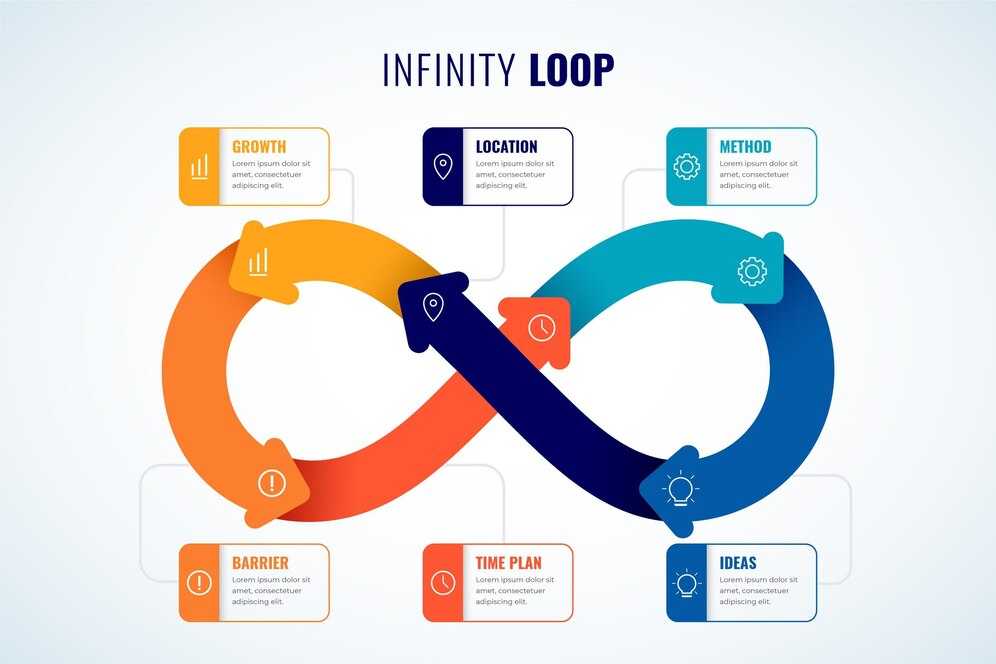 INFINITY LOOP
GROWTH
Lorem ipsum dolor sit
amet, consectetuer
adipiscing elit.
LOCATION
Lorem ipsum dolor sit
amet, consectetuer
adipiscing elit.
METHOD
Lorem ipsum dolor sit
amet, consectetuer
adipiscing elit.
BARRIER
Lorem ipsum dolor sit
amet, consectetuer
adipiscing elit.
TIME PLAN
Lorem ipsum dolor sit
amet, consectetuer
adipiscing elit.
IDEAS
Lorem ipsum dolor sit
amet, consectetuer
adipiscing elit.